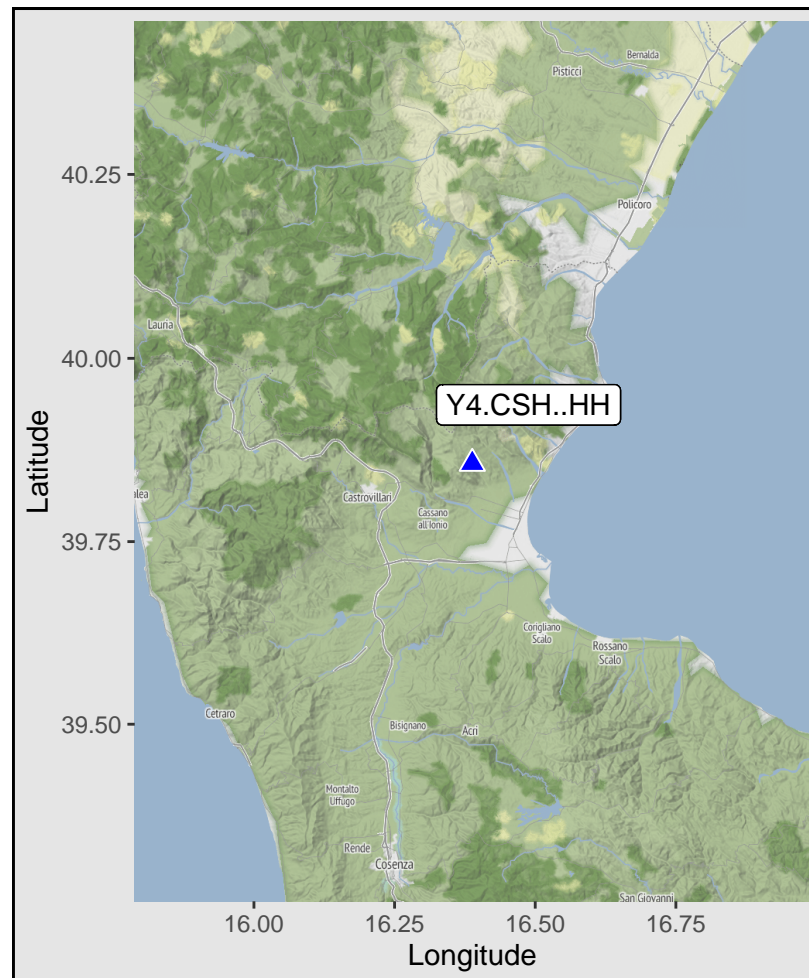 Bernalda
Pisticci
40.25
Policoro
Lauria
40.00
Y4.CSH..HH
Latitude
alea
Castrovillari
Cassano
all'Ionio
39.75
Corigliano
Scalo
Rossano
Scalo
Cetraro
39.50
Bisignano
Acri
Montalto
Uffugo
Rende
Cosenza
San Giovanni
16.00 16.25 16.50 16.75
Longitude